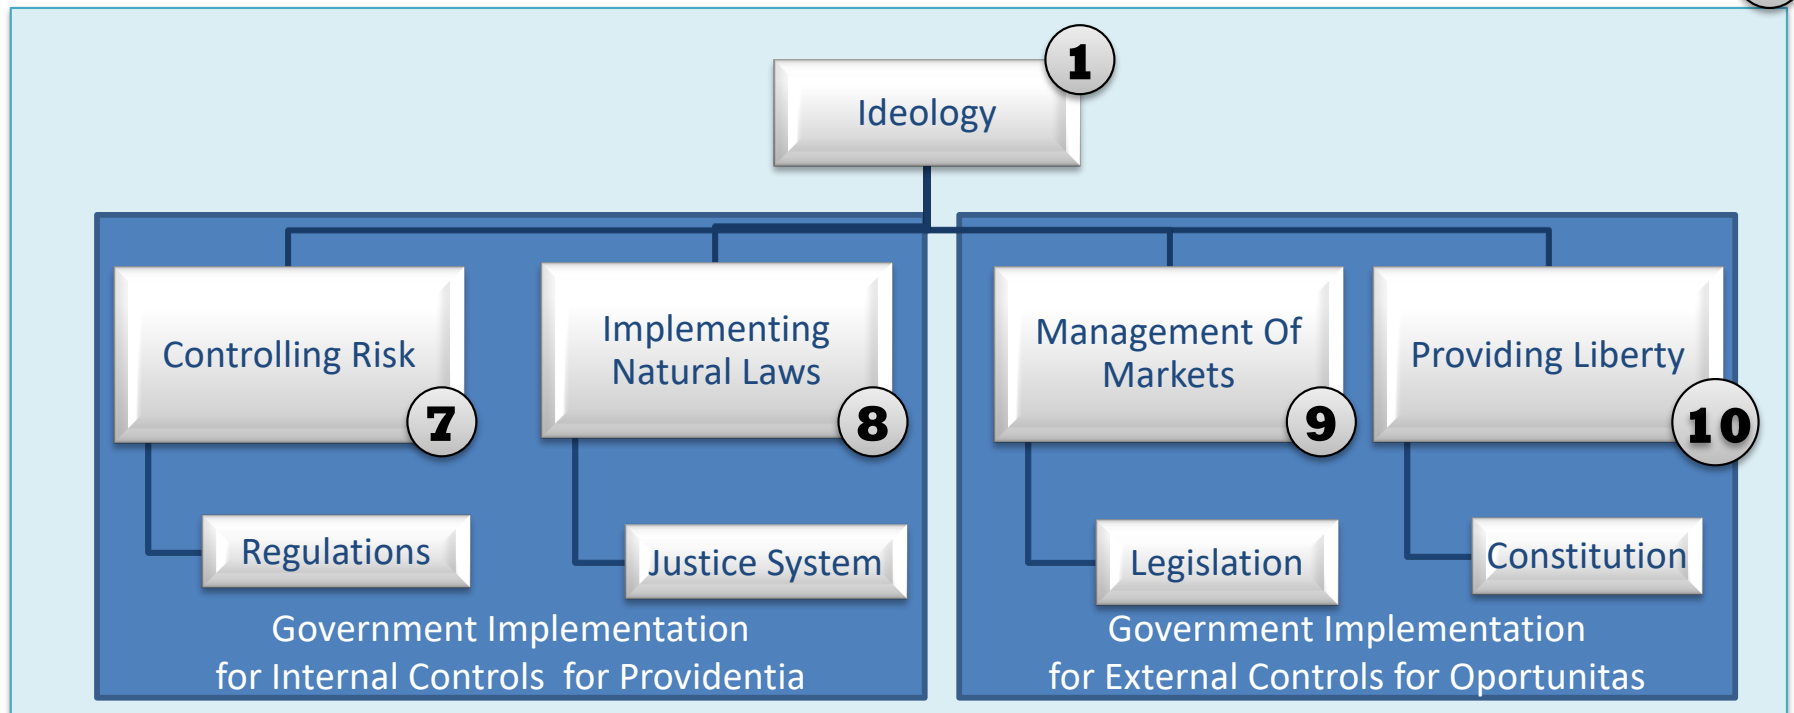 1
Ideology
Controlling Risk
7
Implementing
Natural Laws
8
Management Of
Markets
9
Providing Liberty
10
Regulations
Justice System
Legislation
Constitution
Government Implementation
for Internal Controls  for Providentia
Government Implementation
for External Controls for Oportunitas